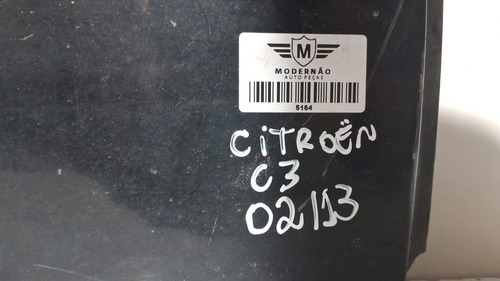 M
MODERNÃO
AUTO PEÇAS
5164
CiTROËN
C3
02/13